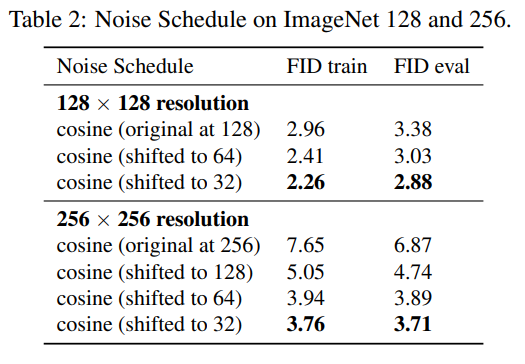 Table 2: Noise Schedule on ImageNet 128 and 256.
Noise Schedule FID train FID eval
128 × 128 resolution
cosine (original at 128) 2.96 3.38
cosine (shifted to 64) 2.41 3.03
cosine (shifted to 32) 2.26 2.88
256 × 256 resolution
cosine (original at 256) 7.65 6.87
cosine (shifted to 128) 5.05 4.74
cosine (shifted to 64) 3.94 3.89
cosine (shifted to 32) 3.76 3.71